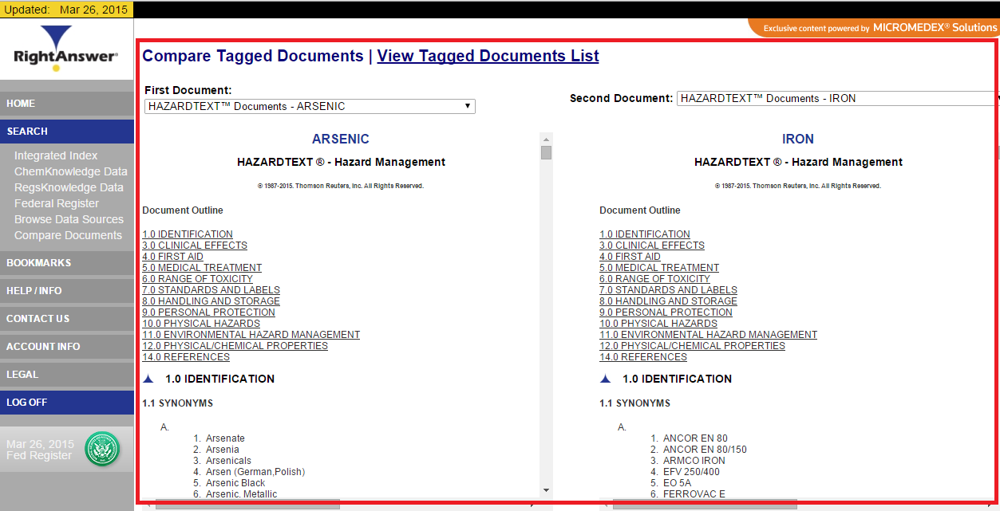 Updated: Mar 26, 2015
Exclusive content powered by MICROMEDEX® Solutions
RightAnswer®
HOME
SEARCH
Integrated Index
ChemKnowledge Data
RegsKnowledge Data
Federal Register
Browse Data Sources
Compare Documents
BOOKMARKS
HELP / INFO
CONTACT US
ACCOUNT INFO
LEGAL
LOG OFF
Mar 26, 2015
Fed Register
Compare Tagged Documents | View Tagged Documents List
First Document:
HAZARDTEXT™ Documents - ARSENIC
Second Document: HAZARDTEXT™ Documents - IRON
ARSENIC
HAZARDTEXT ® - Hazard Management
® 1987-2015. Thomson Reuters, Inc. All Rights Reserved.
Document Outline
1.0 IDENTIFICATION
3.0 CLINICAL EFFECTS
4.0 FIRST AID
5.0 MEDICAL TREATMENT
6.0 RANGE OF TOXICITY
7.0 STANDARDS AND LABELS
8.0 HANDLING AND STORAGE
9.0 PERSONAL PROTECTION
10.0 PHYSICAL HAZARDS
11.0 ENVIRONMENTAL HAZARD MANAGEMENT
12.0 PHYSICAL/CHEMICAL PROPERTIES
14.0 REFERENCES
1.0 IDENTIFICATION
1.1 SYNONYMS
A.
1. Arsenate
2. Arsenia
3. Arsenicals
4. Arsen (German,Polish)
5. Arsenic Black
6. Arsenic, Metallic
IRON
HAZARDTEXT ® - Hazard Management
® 1987-2015. Thomson Reuters, Inc. All Rights Reserved.
Document Outline
1.0 IDENTIFICATION
3.0 CLINICAL EFFECTS
4.0 FIRST AID
5.0 MEDICAL TREATMENT
6.0 RANGE OF TOXICITY
7.0 STANDARDS AND LABELS
8.0 HANDLING AND STORAGE
9.0 PERSONAL PROTECTION
10.0 PHYSICAL HAZARDS
11.0 ENVIRONMENTAL HAZARD MANAGEMENT
12.0 PHYSICAL/CHEMICAL PROPERTIES
14.0 REFERENCES
1.0 IDENTIFICATION
1.1 SYNONYMS
A.
1. ANCOR EN 80
2. ANCOR EN 80/150
3. ARMCO IRON
4. EFV 250/400
5. EO 5A
6. FERROVAC E